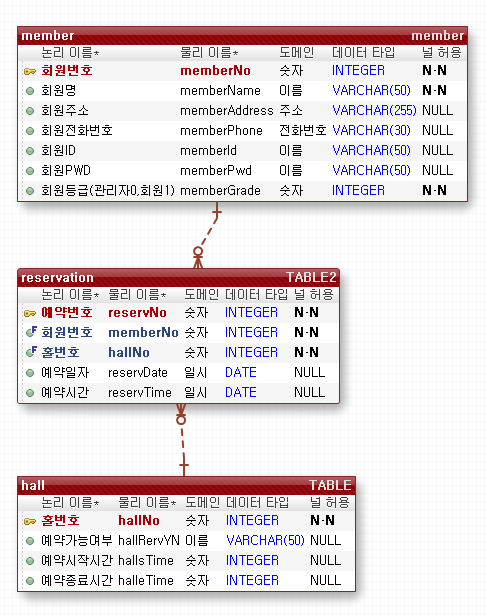 member member
논리 이름* 물리 이름* 도메인 데이터 타입 널 허용
회원번호 memberNo 숫자 INTEGER N·N
회원명 memberName 이름 VARCHAR(50) N·N
회원주소 memberAddress 주소 VARCHAR(255) NULL
회원전화번호 memberPhone 전화번호 VARCHAR(30) NULL
회원ID memberId 이름 VARCHAR(50) NULL
회원PWD memberPwd 이름 VARCHAR(50) NULL
회원등급(관리자0,회원1) memberGrade 숫자 INTEGER N·N
reservation TABLE2
논리 이름* 물리 이름* 도메인 데이터 타입 널 허용
예약번호 reservNo 숫자 INTEGER N·N
F 회원번호 memberNo 숫자 INTEGER N·N
F 홀번호 hallNo 숫자 INTEGER N·N
예약일자 reservDate 일시 DATE NULL
예약시간 reservTime 일시 DATE NULL
hall TABLE
논리 이름* 물리 이름* 도메인 데이터 타입 널 허용
홀번호 hallNo 숫자 INTEGER N·N
예약가능여부 hallRervYN 이름 VARCHAR(50) NULL
예약시작시간 hallsTime 숫자 INTEGER NULL
예약종료시간 halleTime 숫자 INTEGER NULL